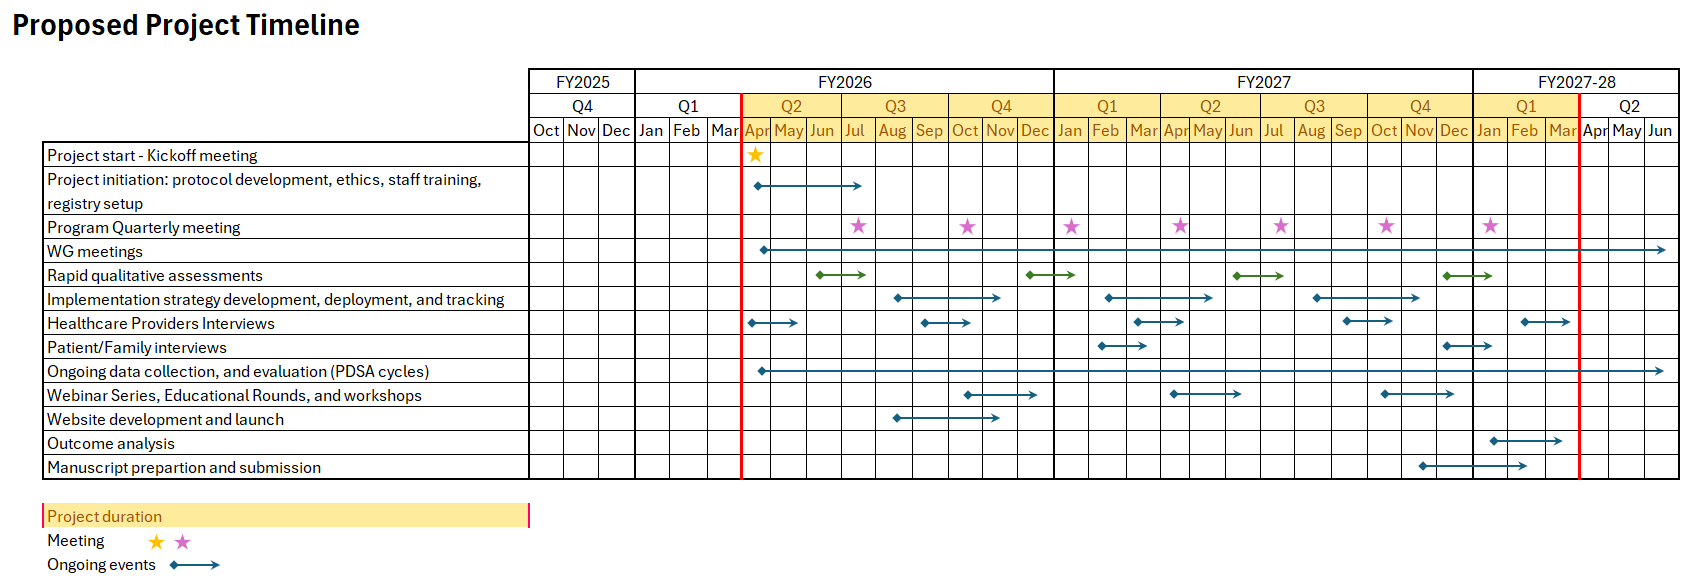 Proposed Project Timeline
FY2025 FY2026 FY2027 FY2027-28
Q4 Q1 Q2 Q3 Q4 Q1 Q2 Q3 Q4 Q1 Q2
Oct Nov Dec Jan Feb Mar Apr May Jun Jul Aug Sep Oct Nov Dec Jan Feb Mar Apr May Jun Jul Aug Sep Oct Nov Dec Jan Feb Mar Apr May Jun
Project start - Kickoff meeting
Project initiation: protocol development, ethics, staff training,
registry setup
Program Quarterly meeting
WG meetings
Rapid qualitative assessments
Implementation strategy development, deployment, and tracking
Healthcare Providers Interviews
Patient/Family interviews
Ongoing data collection, and evaluation (PDSA cycles)
Webinar Series, Educational Rounds, and workshops
Website development and launch
Outcome analysis
Manuscript prepartion and submission
Project duration
Meeting
Ongoing events